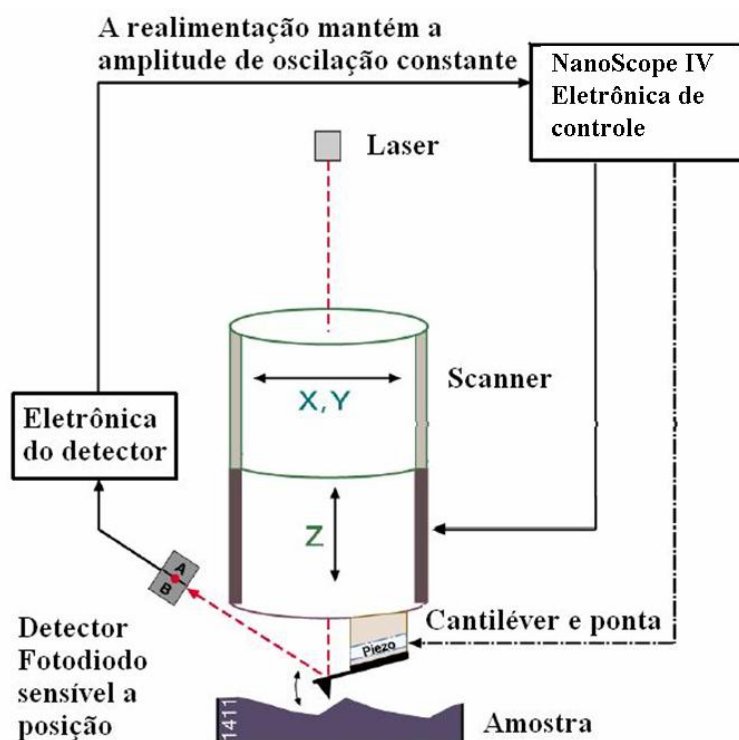 A realimentação mantém a
amplitude de oscilação constante
NanoScope IV
Eletrônica de
controle
Laser
X,Y
Scanner
Eletrônica
do detector
Z
A
B
Cantiléver e ponta
Piezo
Detector
Fotodiodo
sensível a
posição
1411
Amostra